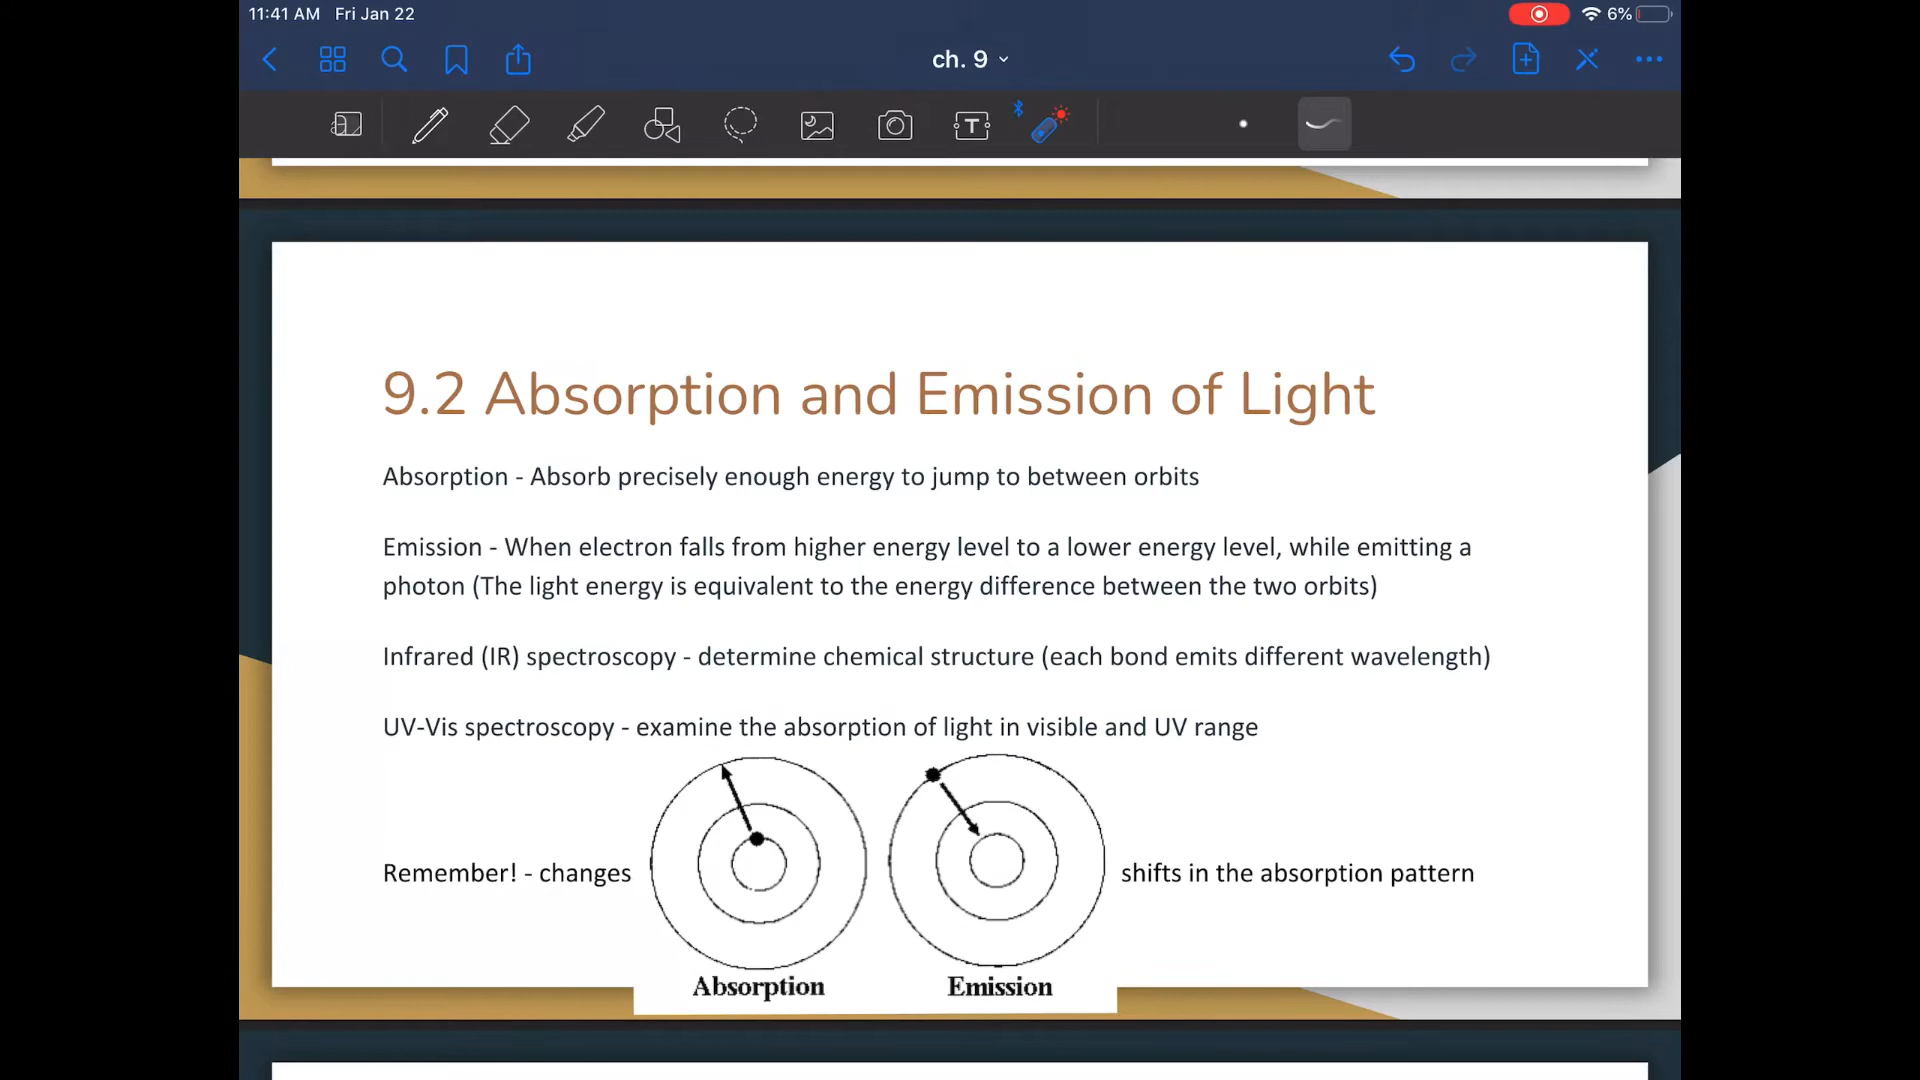 11:41 AM Fri Jan 22
6%
ch. 9
T
9.2 Absorption and Emission of Light
Absorption - Absorb precisely enough energy to jump to between orbits
Emission - When electron falls from higher energy level to a lower energy level, while emitting a
photon (The light energy is equivalent to the energy difference between the two orbits)
Infrared (IR) spectroscopy - determine chemical structure (each bond emits different wavelength)
UV-Vis spectroscopy - examine the absorption of light in visible and UV range
Remember! - changes
shifts in the absorption pattern
Absorption Emission